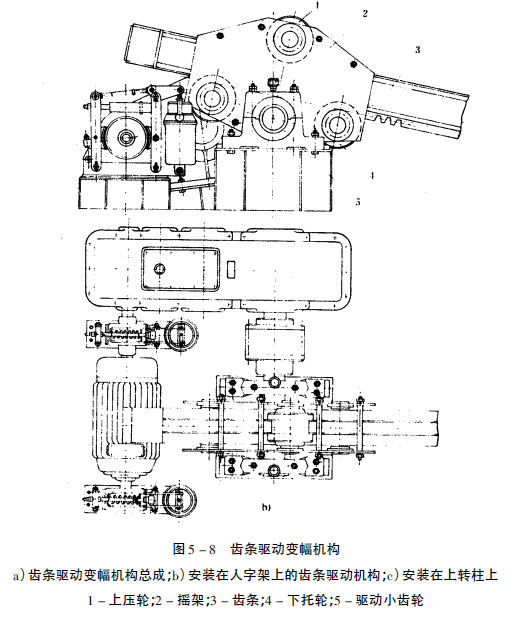 1
2
3
4
5
b)
图5-8 齿条驱动变幅机构
a)齿条驱动变幅机构总成;b)安装在人字架上的齿条驱动机构;c)安装在上转柱上
1-上压轮;2-摇架;3-齿条;4-下托轮;5-驱动小齿轮